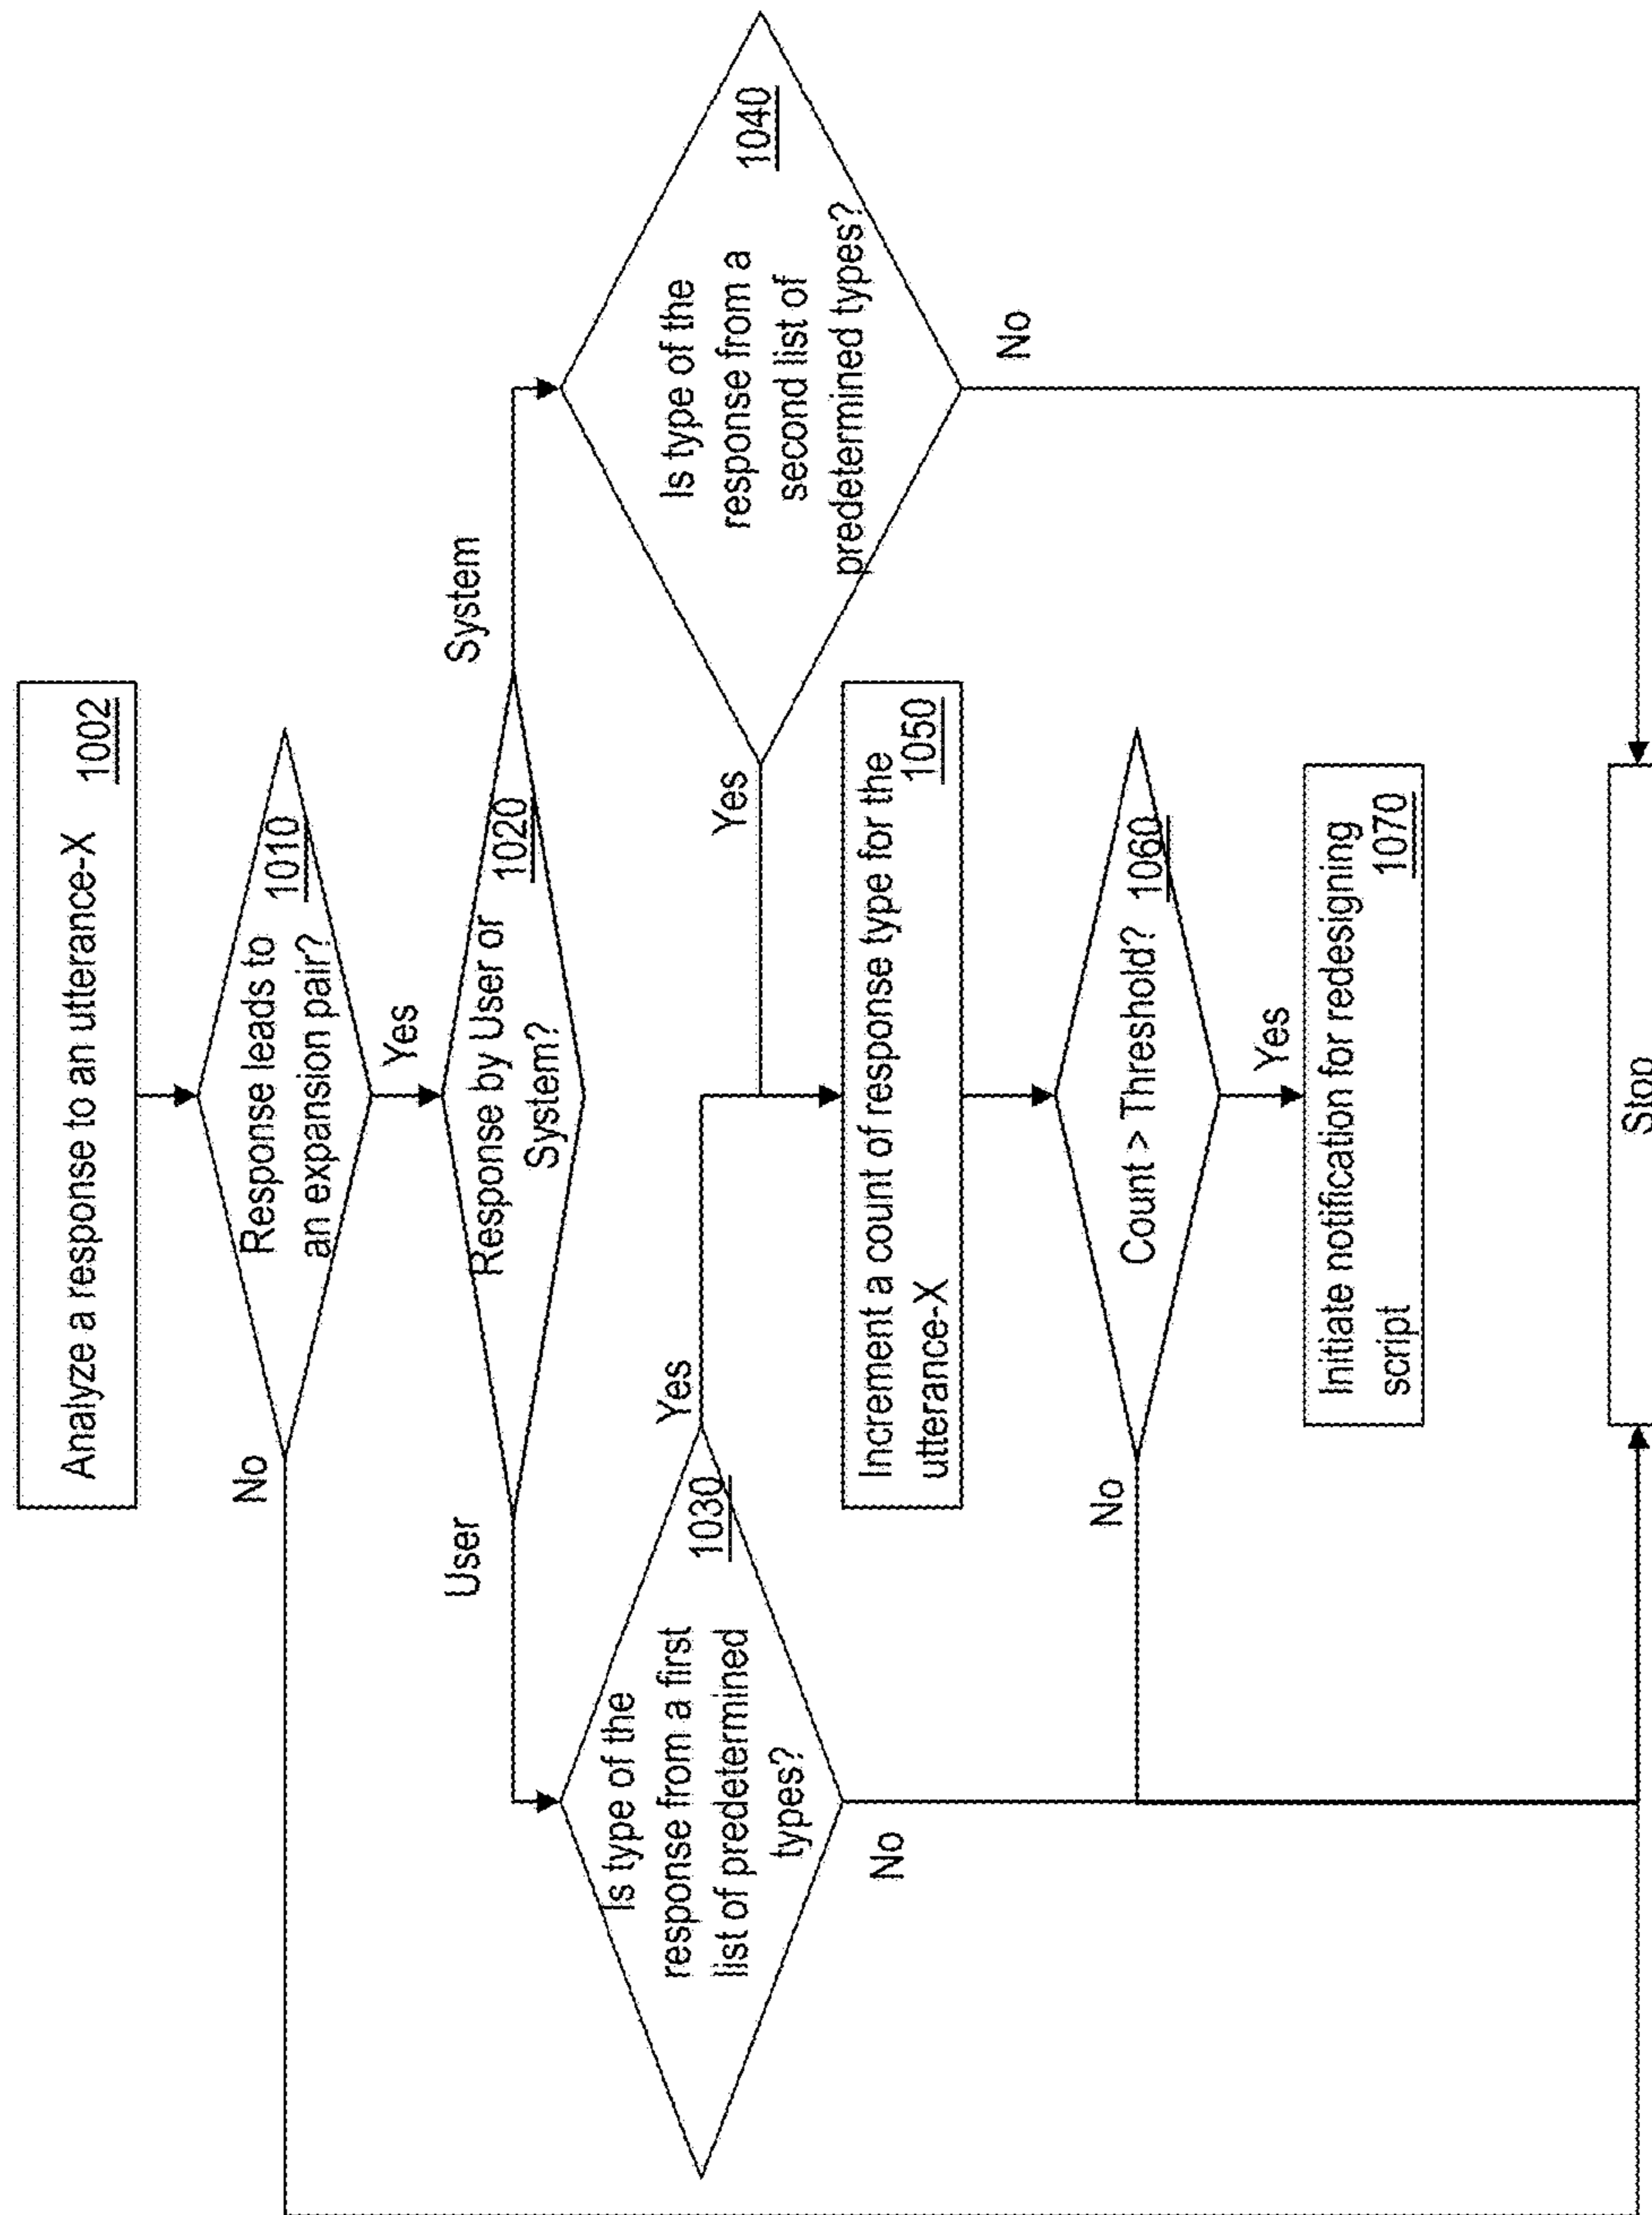 Analyze a response to an utterance-X 1002
Response leads to 1010
an expansion pair?
No
Yes
Response by User or 1020
System?
User
System
Is type of the
response from a first 1030
list of predetermined
types?
Yes
No
Is type of the
response from a 1040
second list of
predetermined types?
Yes
No
Increment a count of response type for the
utterance-X 1050
Count > Threshold? 1060
No
Yes
Initiate notification for redesigning
script 1070
Stop